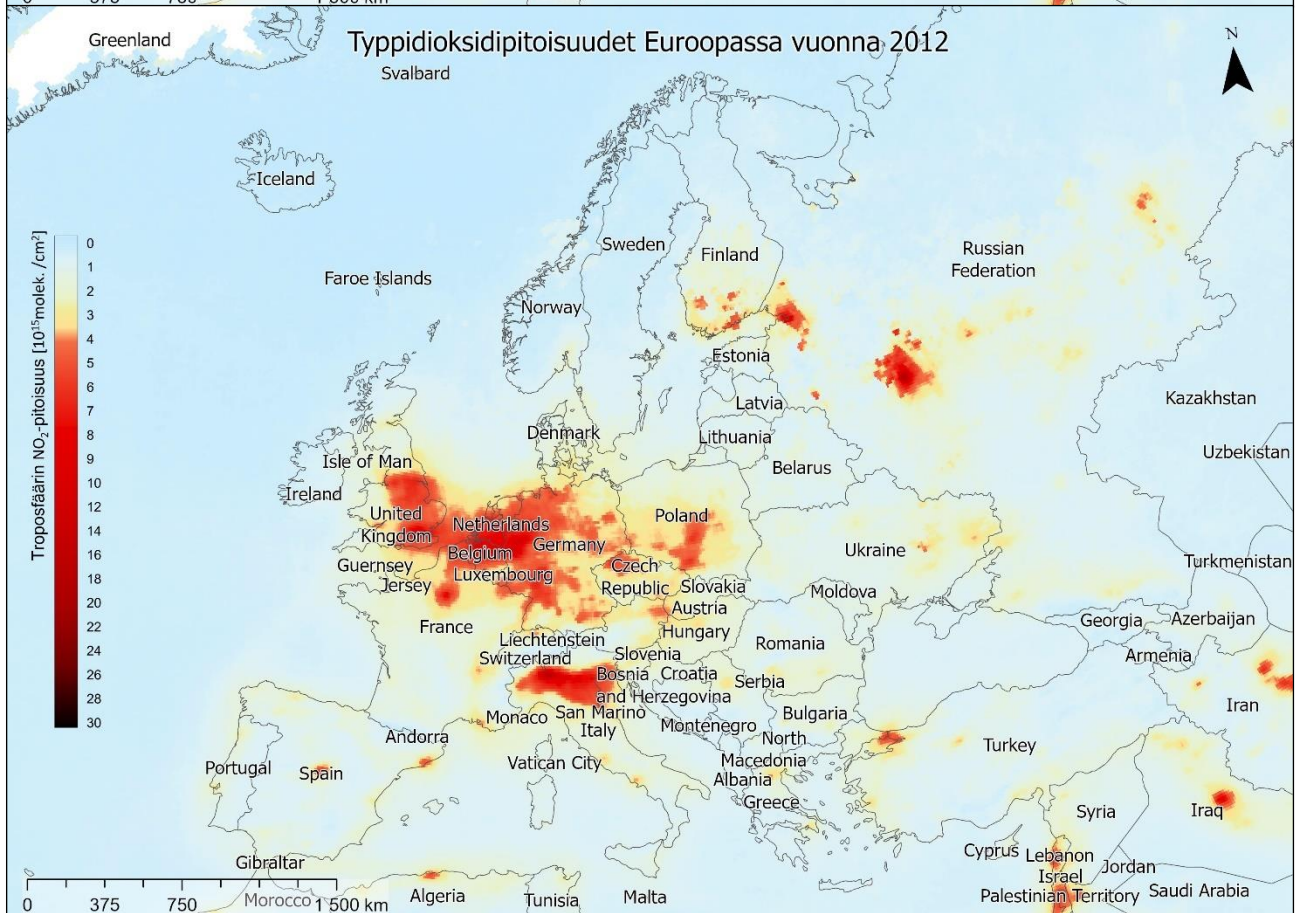 0 375 750 1 500 km
Typpidioksidipitoisuudet Euroopassa vuonna 2012
N
Greenland
Svalbard
Iceland
Faroe Islands
Sweden
Finland
Norway
Russian
Federation
Estonia
Latvia
Lithuania
Denmark
Belarus
Kazakhstan
Uzbekistan
Turkmenistan
Isle of Man
Ireland
United
Kingdom
Netherlands
Belgium
Germany
Poland
Ukraine
Guernsey
Jersey
Luxembourg
Czech
Republic
Slovakia
Moldova
Austria
France
Hungary
Liechtenstein
Switzerland
Slovenia
Romania
Georgia
Azerbaijan
Armenia
Bosnia
and Herzegovina
Croatia
Serbia
Monaco
San Marino
Italy
Montenegro
Bulgaria
Iran
Andorra
North
Macedonia
Turkey
Portugal
Spain
Vatican City
Albania
Greece
Syria
Iraq
Gibraltar
Cyprus
Lebanon
Israel
Jordan
Algeria
Tunisia
Malta
Palestinian Territory
Saudi Arabia
Morocco
Troposfäärin NO₂-pitoisuus [10¹⁵molek. /cm²]
0
1
2
3
4
5
6
7
8
9
10
12
14
16
18
20
22
24
26
28
30
0 375 750 1 500 km